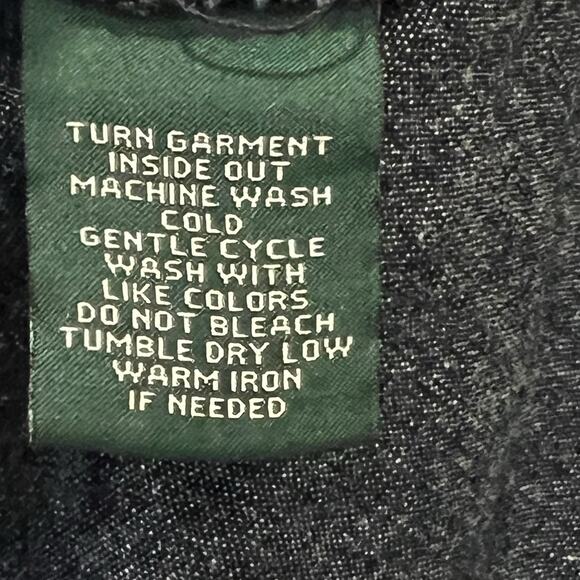 TURN GARMENT
INSIDE OUT
MACHINE WASH
COLD
GENTLE CYCLE
WASH WITH
LIKE COLORS
DO NOT BLEACH
TUMBLE DRY LOW
WARM IRON
IF NEEDED